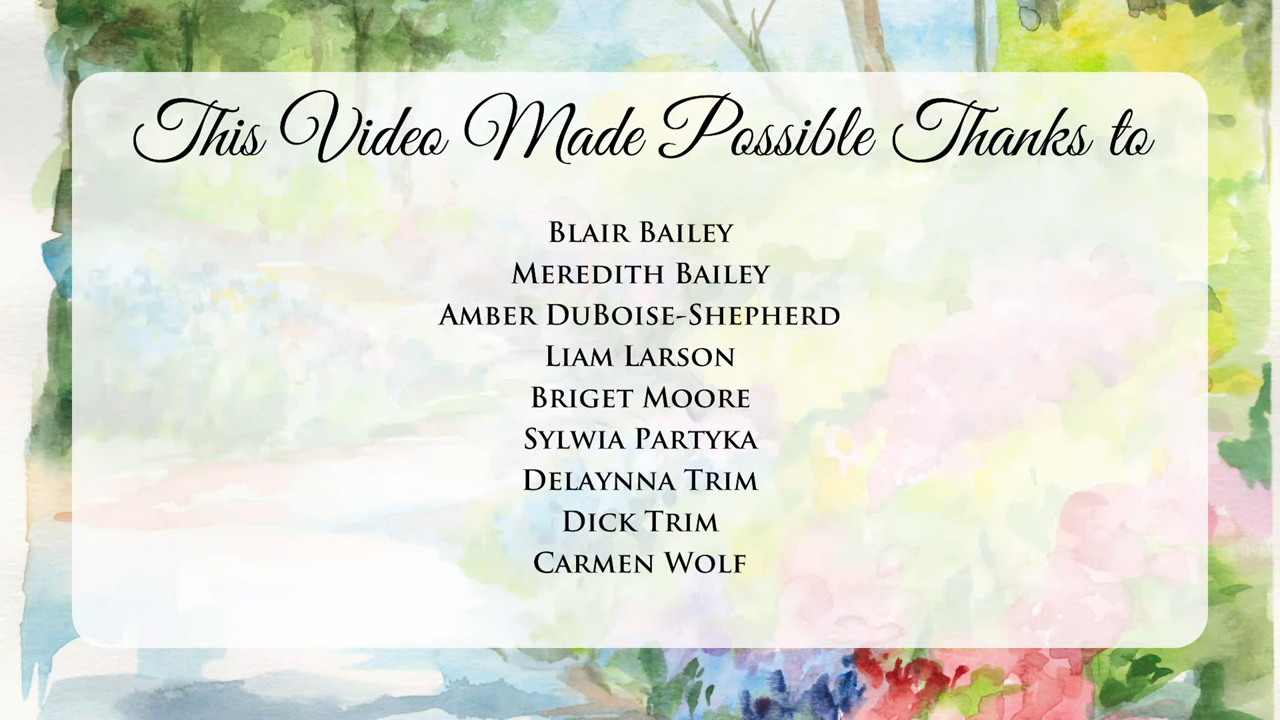 This Video Made Possible Thanks to
Blair Bailey
Meredith Bailey
Amber DuBoise-Shepherd
Liam Larson
Briget Moore
Sylwia Partyka
Delaynna Trim
Dick Trim
Carmen Wolf